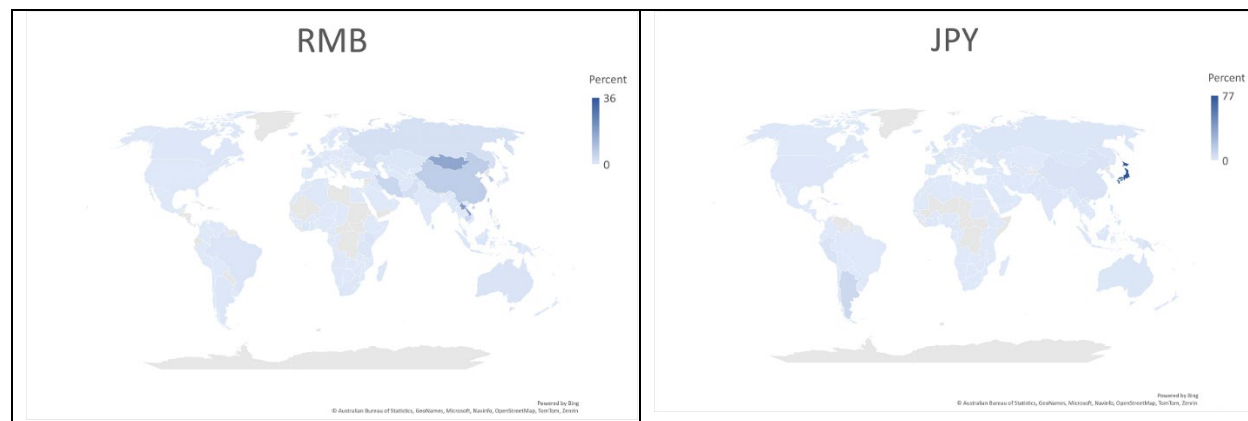 RMB
Percent
36
0
Powered by Bing
© Australian Bureau of Statistics, GeoNames, Microsoft, Navinfo, OpenStreetMap, TomTom, Zenrin
JPY
Percent
77
0
Powered by Bing
© Australian Bureau of Statistics, GeoNames, Microsoft, Navinfo, OpenStreetMap, TomTom, Zenrin